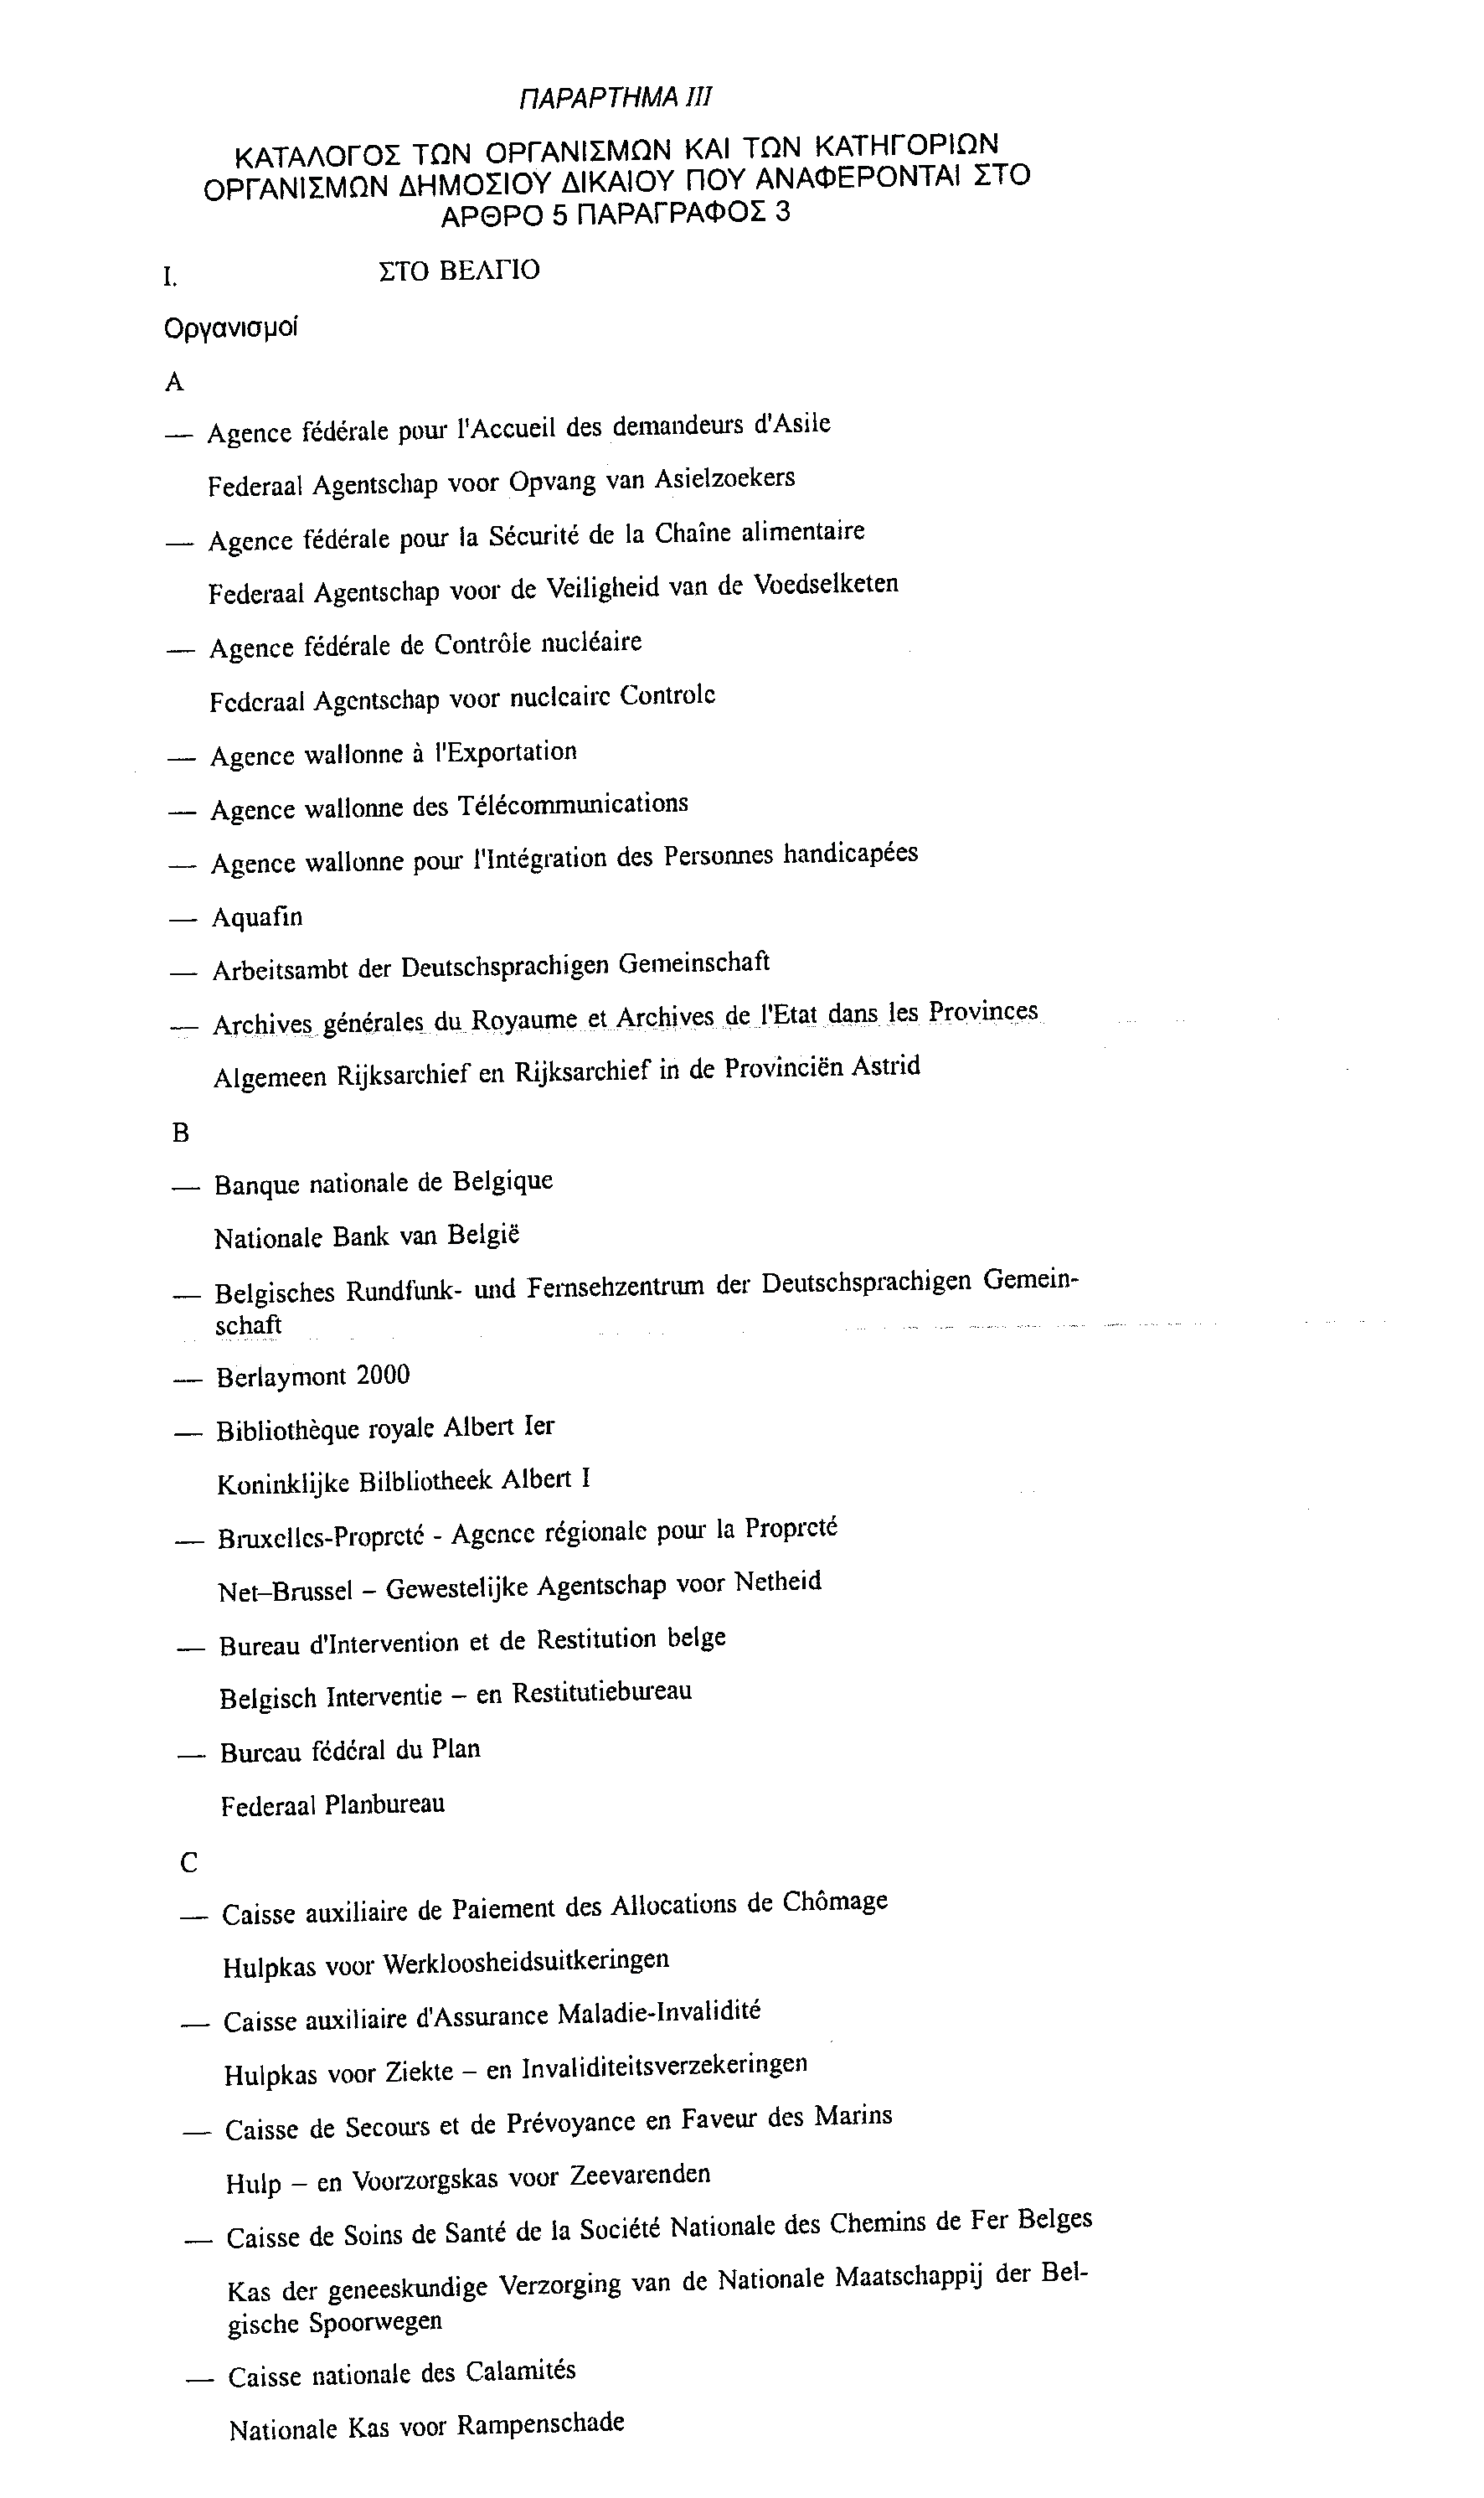 ΠΑΡΑΡΤΗΜΑ III
ΚΑΤΑΛΟΓΟΣ ΤΩΝ ΟΡΓΑΝΙΣΜΩΝ ΚΑΙ ΤΩΝ ΚΑΤΗΓΟΡΙΩΝ
ΟΡΓΑΝΙΣΜΩΝ ΔΗΜΟΣΙΟΥ ΔΙΚΑΙΟΥ ΠΟΥ ΑΝΑΦΕΡΟΝΤΑΙ ΣΤΟ
ΑΡΘΡΟ 5 ΠΑΡΑΓΡΑΦΟΣ 3
I. ΣΤΟ ΒΕΛΓΙΟ
Οργανισμοί
A
— Agence fédérale pour l'Accueil des demandeurs d'Asile
Federaal Agentschap voor Opvang van Asielzoekers
— Agence fédérale pour la Sécurité de la Chaîne alimentaire
Federaal Agentschap voor de Veiligheid van de Voedselketen
— Agence fédérale de Contrôle nucléaire
Federaal Agentschap voor nucleaire Controle
— Agence wallonne à l'Exportation
— Agence wallonne des Télécommunications
— Agence wallonne pour l'Intégration des Personnes handicapées
— Aquafin
— Arbeitsambt der Deutschsprachigen Gemeinschaft
— Archives générales du Royaume et Archives de l'Etat dans les Provinces
Algemeen Rijksarchief en Rijksarchief in de Provinciën Astrid
B
— Banque nationale de Belgique
Nationale Bank van België
— Belgisches Rundfunk- und Fernsehzentrum der Deutschsprachigen Gemein-
schaft
— Berlaymont 2000
— Bibliothèque royale Albert Ier
Koninklijke Bilbliotheek Albert I
— Bruxelles-Propreté - Agence régionale pour la Propreté
Net–Brussel – Gewestelijke Agentschap voor Netheid
— Bureau d'Intervention et de Restitution belge
Belgisch Interventie – en Restitutiebureau
— Bureau fédéral du Plan
Federaal Planbureau
C
— Caisse auxiliaire de Paiement des Allocations de Chômage
Hulpkas voor Werkloosheidsuitkeringen
— Caisse auxiliaire d'Assurance Maladie-Invalidité
Hulpkas voor Ziekte – en Invaliditeitsverzekeringen
— Caisse de Secours et de Prévoyance en Faveur des Marins
Hulp – en Voorzorgskas voor Zeevarenden
— Caisse de Soins de Santé de la Société Nationale des Chemins de Fer Belges
Kas der geneeskundige Verzorging van de Nationale Maatschappij der Bel-
gische Spoorwegen
— Caisse nationale des Calamités
Nationale Kas voor Rampenschade